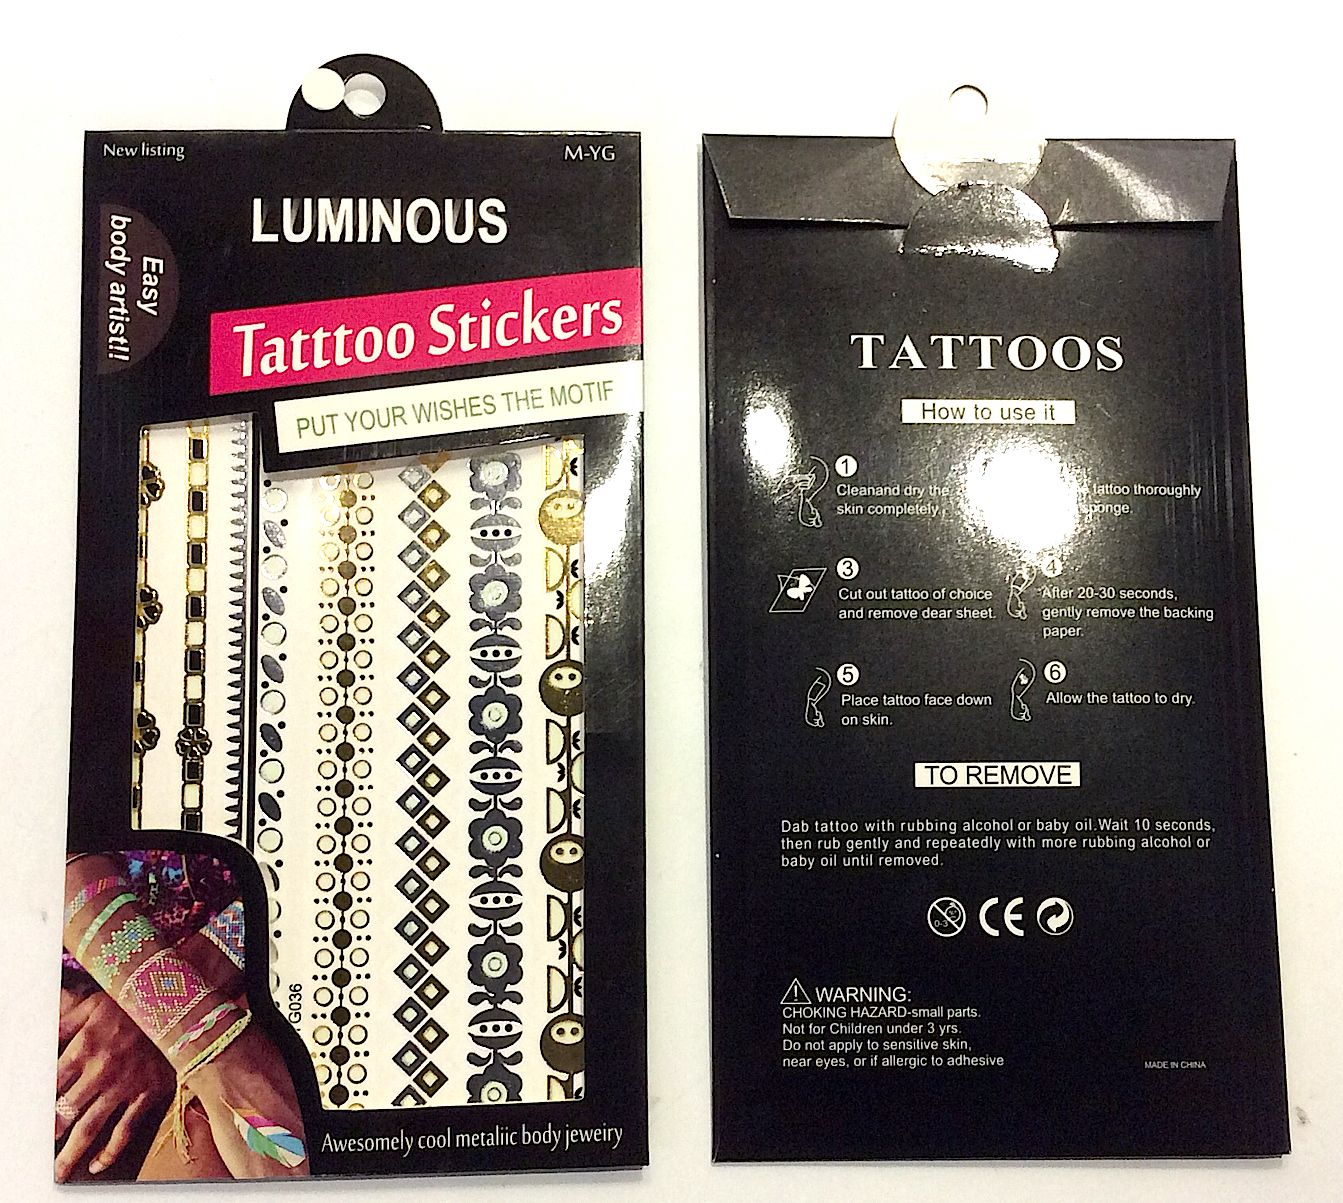 New listing
M-YG
LUMINOUS
Easy
body artist!!
Tatttoo Stickers
PUT YOUR WISHES THE MOTIF
G036
Awesomely cool metaliic body jeweiry
TATTOOS
How to use it
1
Cleanand dry the
skin completely.
tattoo thoroughly
3
Cut out tattoo of choice
and remove dear sheet.
4
After 20-30 seconds,
gently remove the backing
paper.
5
Place tattoo face down
on skin.
6
Allow the tattoo to dry.
TO REMOVE
Dab tattoo with rubbing alcohol or baby oil.Wait 10 seconds,
then rub gently and repeatedly with more rubbing alcohol or
baby oil until removed.
0-3
CE
WARNING:
CHOKING HAZARD-small parts.
Not for Children under 3 yrs.
Do not apply to sensitive skin,
near eyes, or if allergic to adhesive
MADE IN CHINA